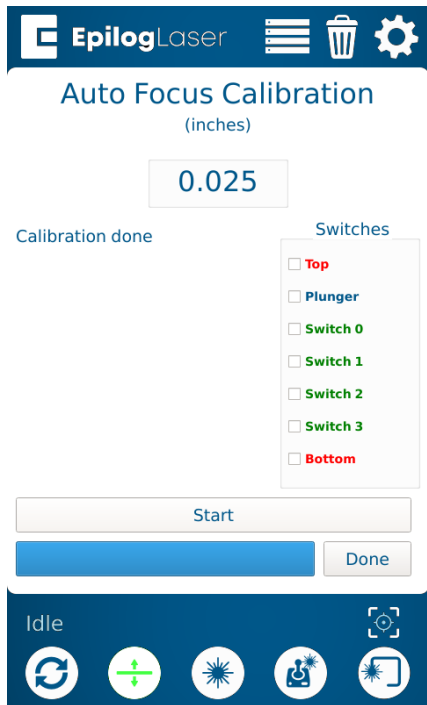 EpilogLaser
Auto Focus Calibration
(inches)
0.025
Calibration done
Switches
Top
Plunger
Switch 0
Switch 1
Switch 2
Switch 3
Bottom
Start
Done
Idle